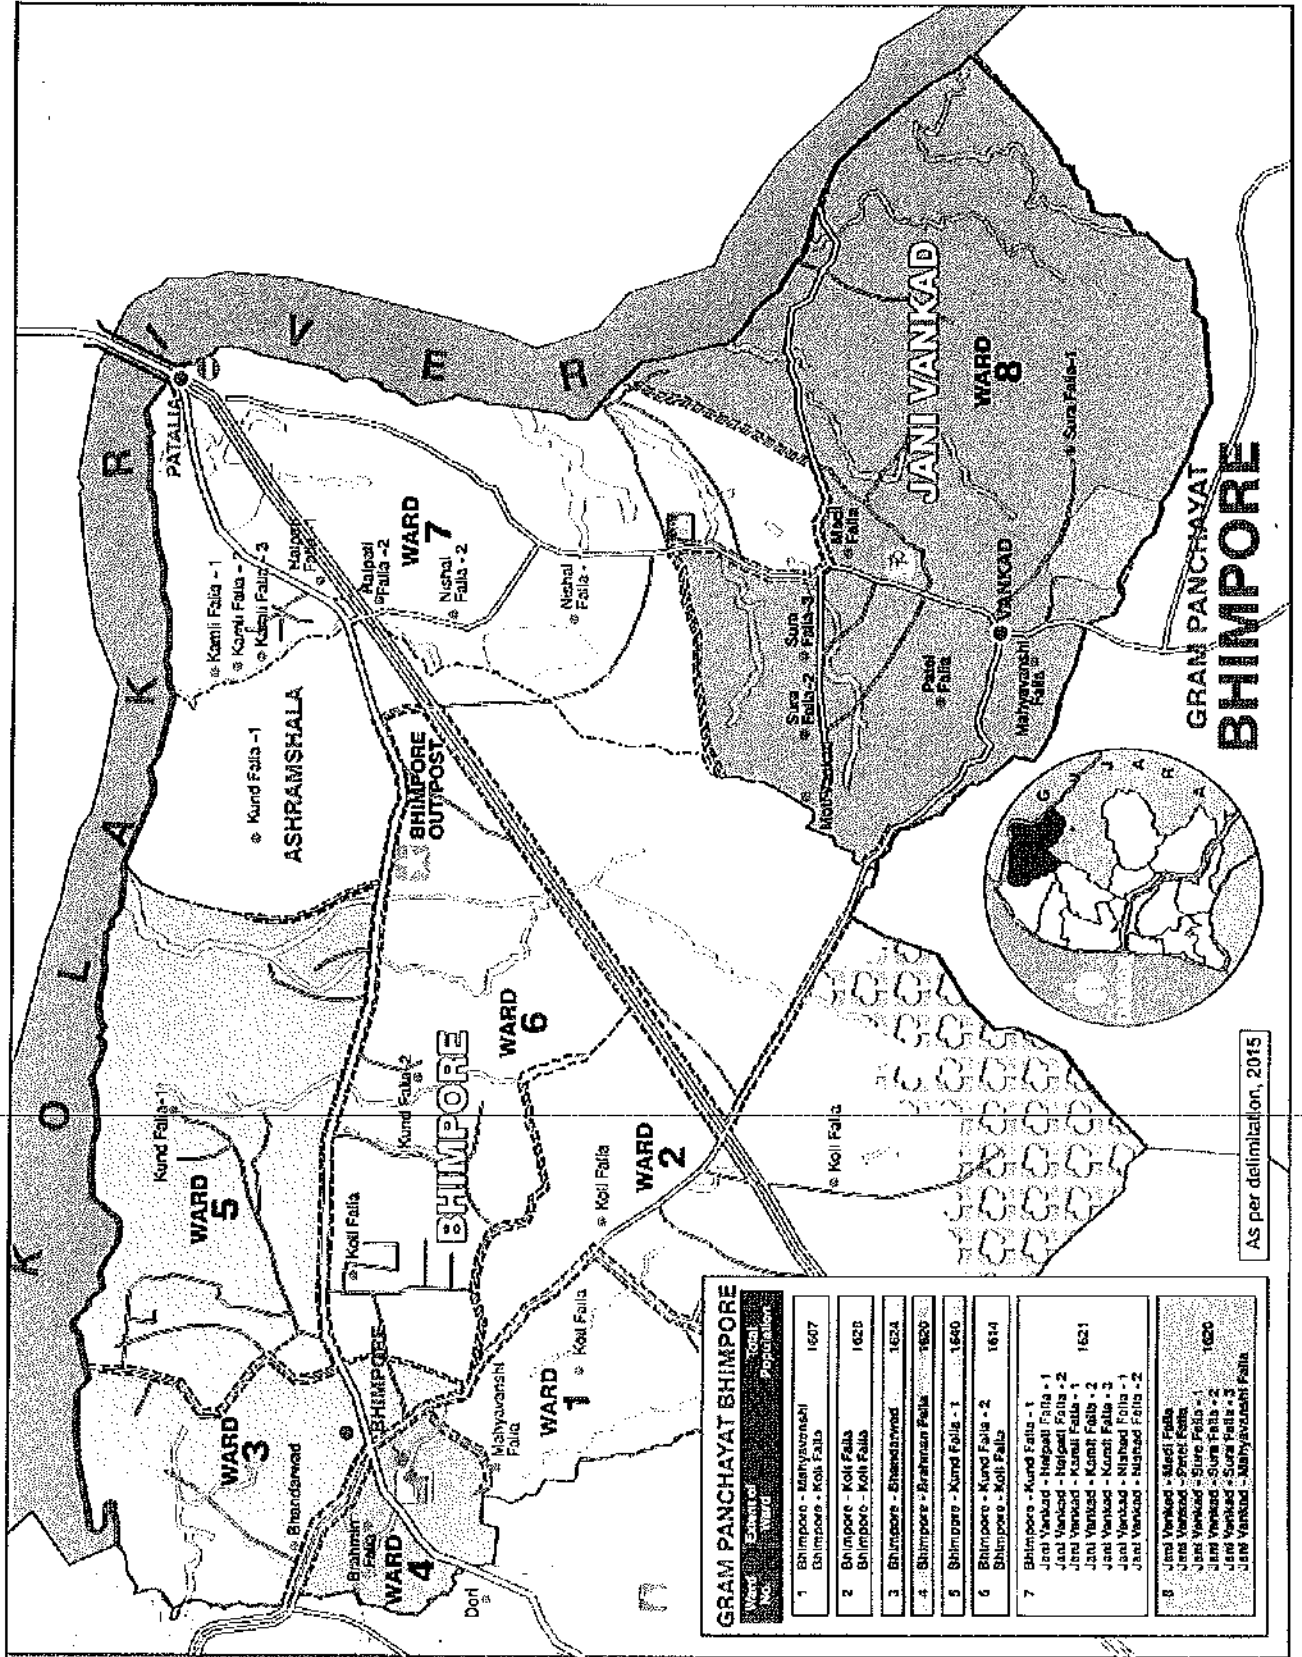 KOLAK RIVER
PATALIA
Kamli Falia - 1
Kamli Falia - 2
Kamli Falia - 3
Halpati
Falia - 1
Halpati
Falia - 2
WARD
7
Nishal
Falia - 2
Nishal
Falia - 1
Kund Falia - 1
ASHRAMSHALA
BHIMPORE
OUTPOST
JANI VANKAD
WARD
8
Sura Falia-1
Madi
Falia
Sura
Falia-3
Sura
Falia-2
VANKAD
Patel
Falia
Mahyavanshi
Falia
Kund Falia-1
WARD
5
Kund Falia-2
BHIMPORE
WARD
6
Koli Falia
WARD
2
Koli Falia
Koli Falia
Koli Falia
WARD
1
Mahyavanshi
Falia
BHIMPORE
WARD
3
Bhandarwad
Brahmin
Falia
WARD
4
Dori
GRAM PANCHAYAT
BHIMPORE
GUJARA
As per delimitation, 2015
GRAM PANCHAYAT BHIMPORE
Ward No. Extent of Ward Total Population
1 Bhimpore - Mahyavanshi 1607
Bhimpore - Koli Falia
2 Bhimpore - Koli Falia 1628
Bhimpore - Koli Falia
3 Bhimpore - Bhandarwad 1624
4 Bhimpore - Brahman Falia 1620
5 Bhimpore - Kund Falia - 1 1640
6 Bhimpore - Kund Falia - 2 1614
Bhimpore - Koli Falia
7 Bhimpore - Kund Falia - 1 1621
Jani Vankad - Halpati Falia - 1
Jani Vankad - Halpati Falia - 2
Jani Vankad - Kamli Falia - 1
Jani Vankad - Kamli Falia - 2
Jani Vankad - Kamli Falia - 3
Jani Vankad - Nishad Falia - 1
Jani Vankad - Nishad Falia - 2
8 Jani Vankad - Madi Falia 1620
Jani Vankad - Patel Falia
Jani Vankad - Sura Falia - 1
Jani Vankad - Sura Falia - 2
Jani Vankad - Sura Falia - 3
Jani Vankad - Mahyavanshi Falia